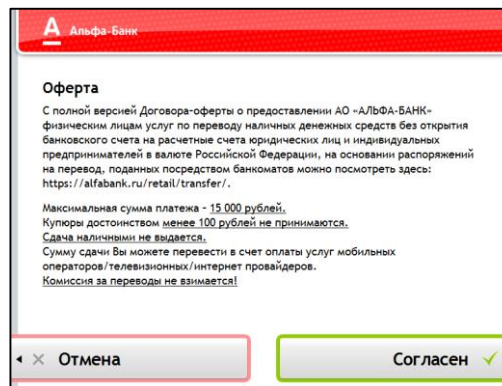 Альфа-Банк
Оферта
С полной версией Договора-оферты о предоставлении АО «АЛЬФА-БАНК»
физическим лицам услуг по переводу наличных денежных средств без открытия
банковского счета на расчетные счета юридических лиц и индивидуальных
предпринимателей в валюте Российской Федерации, на основании распоряжений
на перевод, поданных посредством банкоматов можно посмотреть здесь:
https://alfabank.ru/retail/transfer/.
Максимальная сумма платежа – 15 000 рублей.
Купюры достоинством менее 100 рублей не принимаются.
Сдача наличными не выдается.
Сумму сдачи Вы можете перевести в счет оплаты услуг мобильных
операторов/телевизионных/интернет провайдеров.
Комиссия за переводы не взимается!
Отмена
Согласен